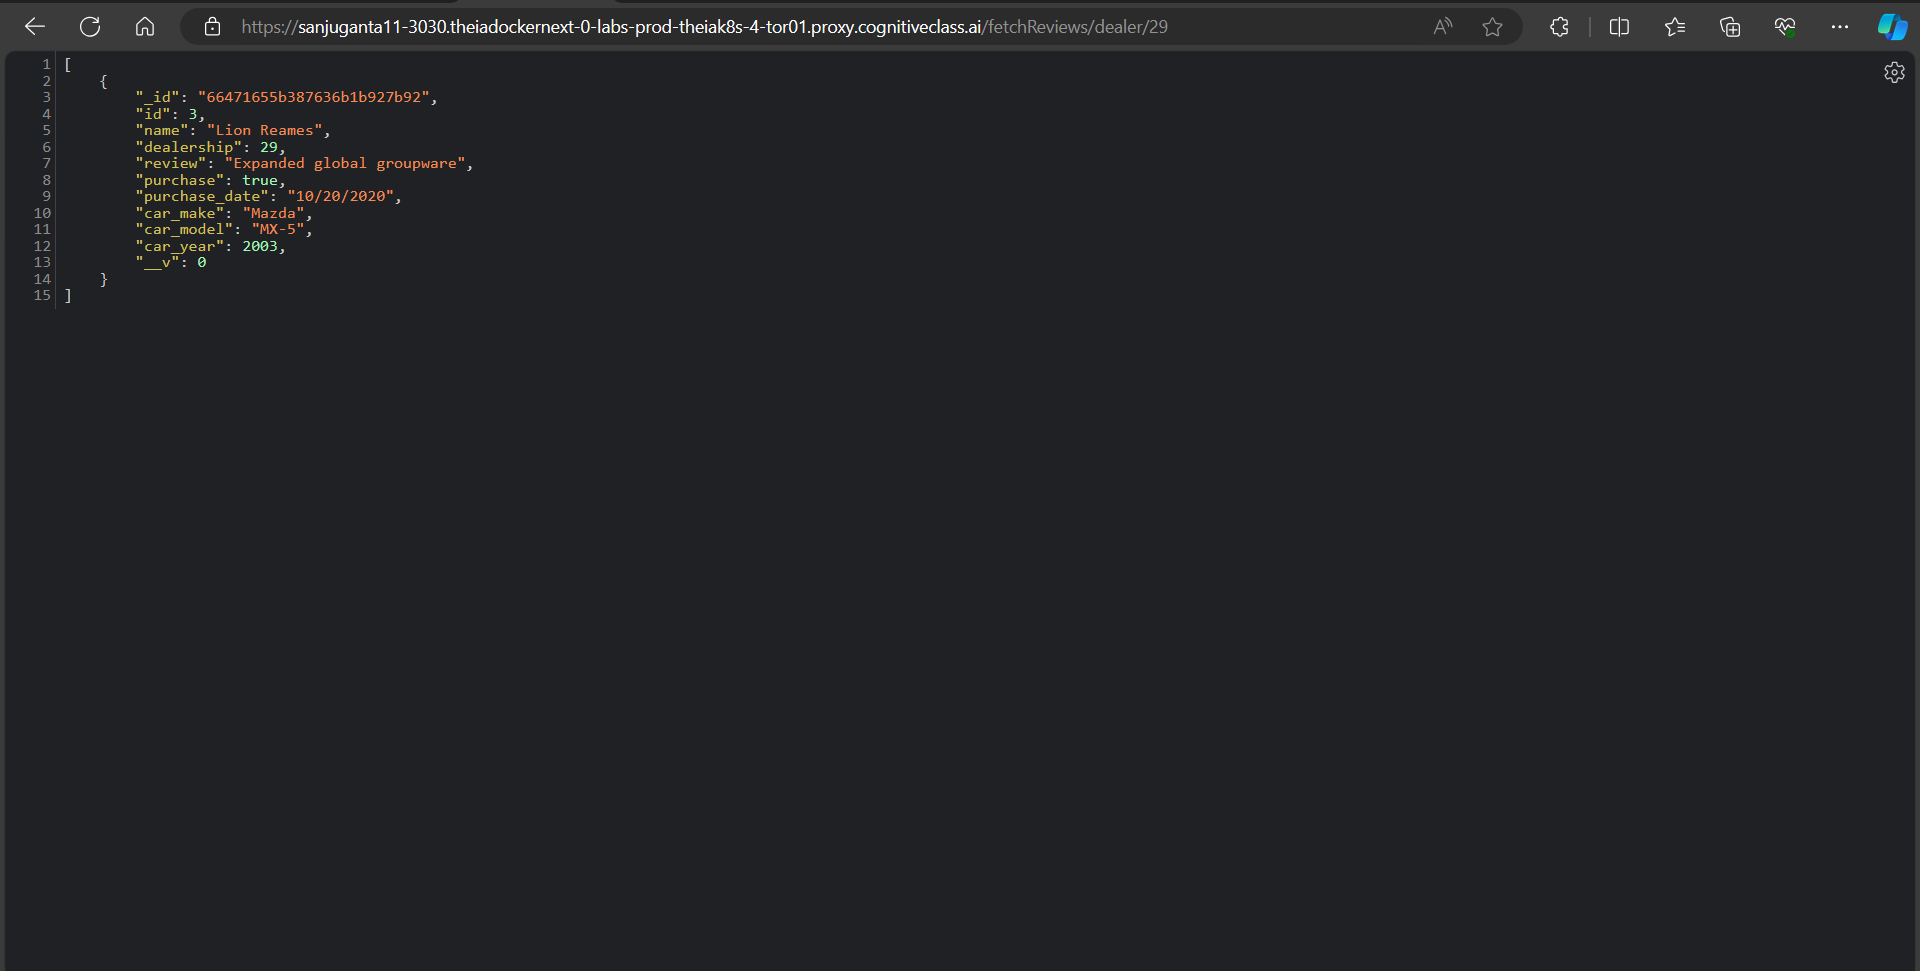 https://sanjuganta11-3030.theiadockernext-0-labs-prod-theiak8s-4-tor01.proxy.cognitiveclass.ai/fetchReviews/dealer/29
1 [
2 {
3 "_id": "66471655b387636b1b927b92",
4 "id": 3,
5 "name": "Lion Reames",
6 "dealership": 29,
7 "review": "Expanded global groupware",
8 "purchase": true,
9 "purchase_date": "10/20/2020",
10 "car_make": "Mazda",
11 "car_model": "MX-5",
12 "car_year": 2003,
13 "__v": 0
14 }
15 ]